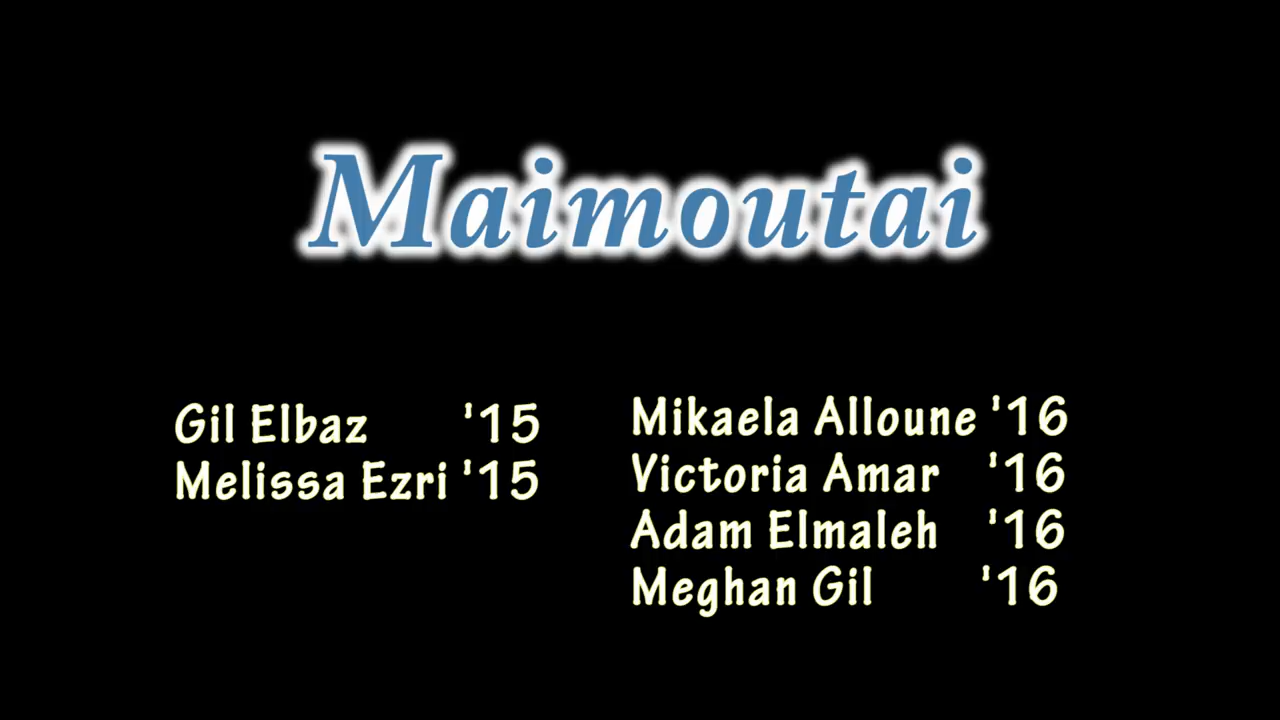 Maimoutai
Gil Elbaz '15
Melissa Ezri '15
Mikaela Alloune '16
Victoria Amar '16
Adam Elmaleh '16
Meghan Gil '16